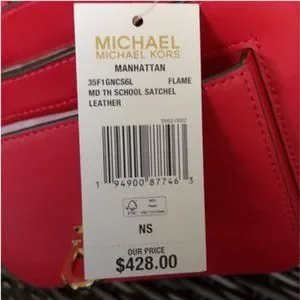 MICHAEL
MICHAEL KORS
MANHATTAN
35F1GNCS6L FLAME
MD TH SCHOOL SATCHEL
LEATHER
1 94900 87746 3
FSC
NS
OUR PRICE
$428.00